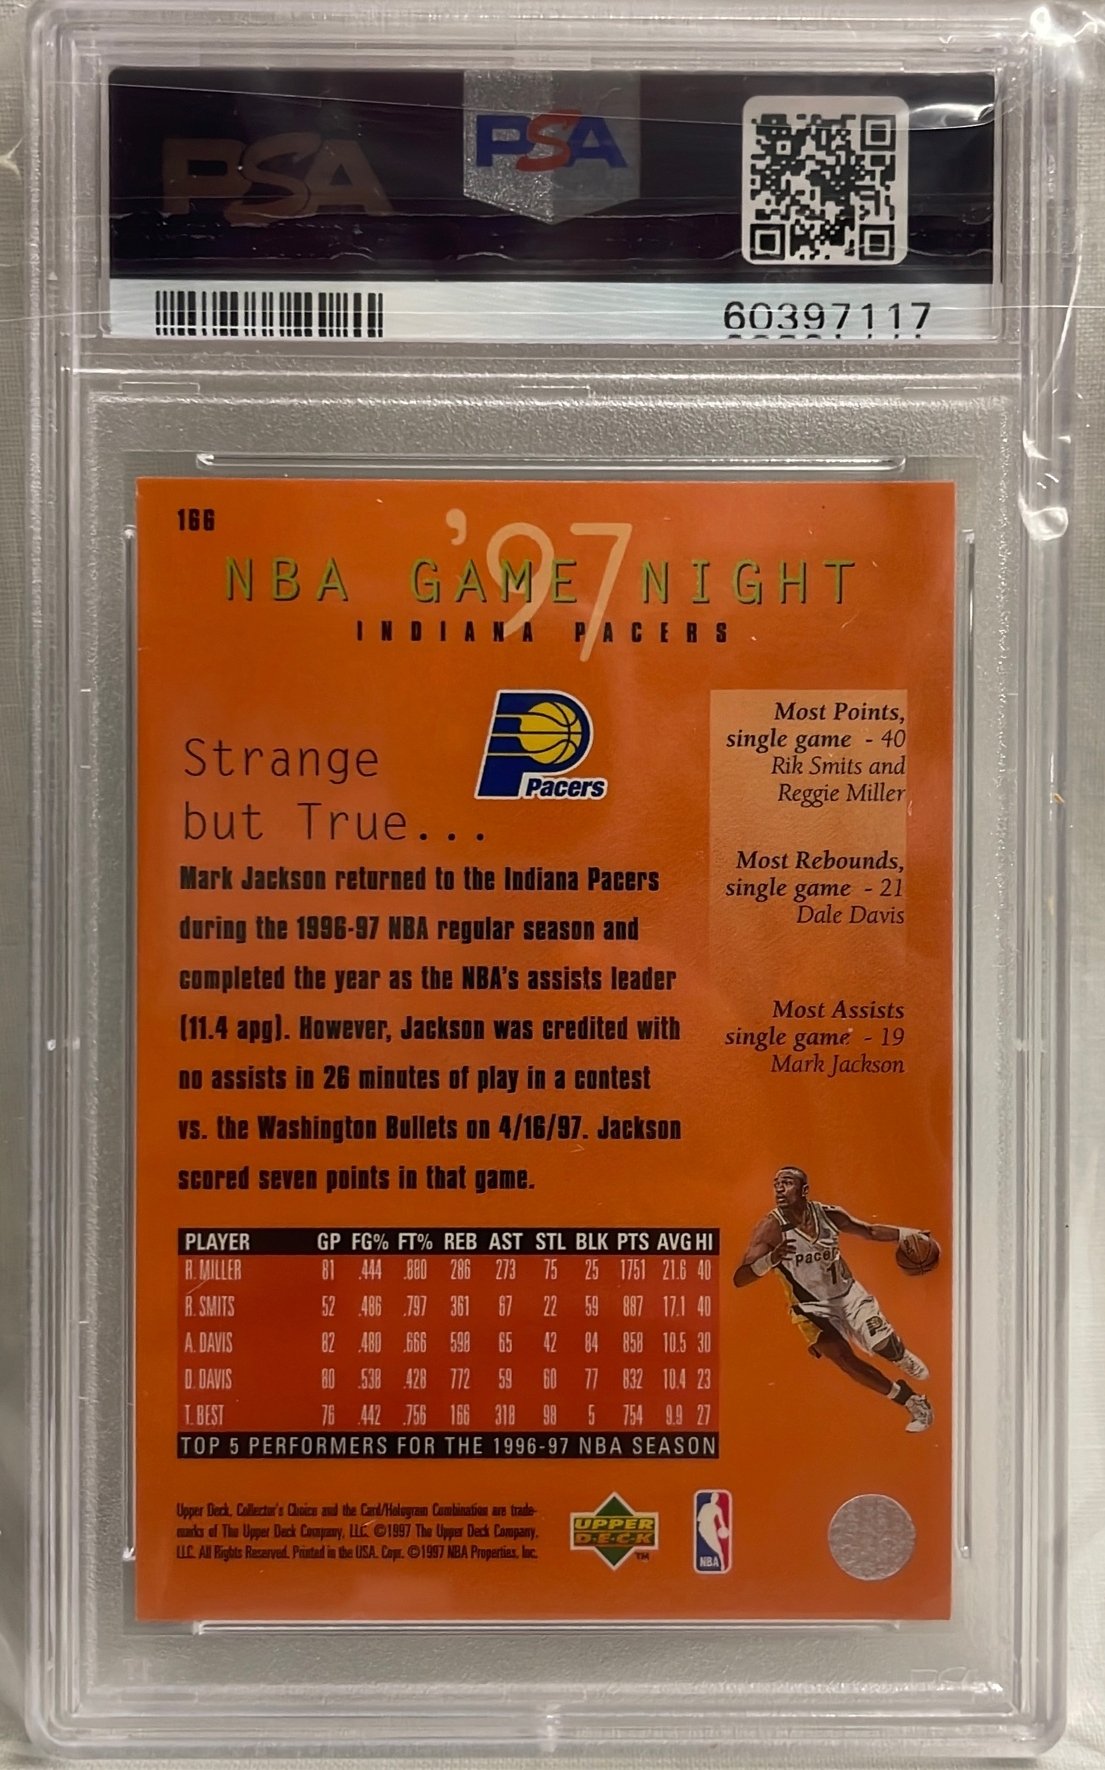 PSA
PSA
60397117
166
'97
NBA GAME NIGHT
INDIANA PACERS
Pacers
Strange
but True...
Mark Jackson returned to the Indiana Pacers
during the 1996-97 NBA regular season and
completed the year as the NBA's assists leader
(11.4 apg). However, Jackson was credited with
no assists in 26 minutes of play in a contest
vs. the Washington Bullets on 4/16/97. Jackson
scored seven points in that game.
Most Points,
single game - 40
Rik Smits and
Reggie Miller
Most Rebounds,
single game - 21
Dale Davis
Most Assists
single game - 19
Mark Jackson
PLAYER GP FG% FT% REB AST STL BLK PTS AVG HI
R. MILLER 81 .444 .880 286 273 75 25 1751 21.6 40
R. SMITS 52 .486 .797 361 67 22 59 887 17.1 40
A. DAVIS 82 .480 .666 598 65 42 84 858 10.5 30
D. DAVIS 80 .538 .428 772 59 60 77 832 10.4 23
T. BEST 76 .442 .756 166 318 98 5 754 9.9 27
TOP 5 PERFORMERS FOR THE 1996-97 NBA SEASON
Pacers
Upper Deck, Collector's Choice and the Card/Hologram Combination are trade-
marks of The Upper Deck Company, LLC. ©1997 The Upper Deck Company,
LLC. All Rights Reserved. Printed in the USA. Copr. ©1997 NBA Properties, Inc.
UPPER
D·E·C·K
TM
NBA